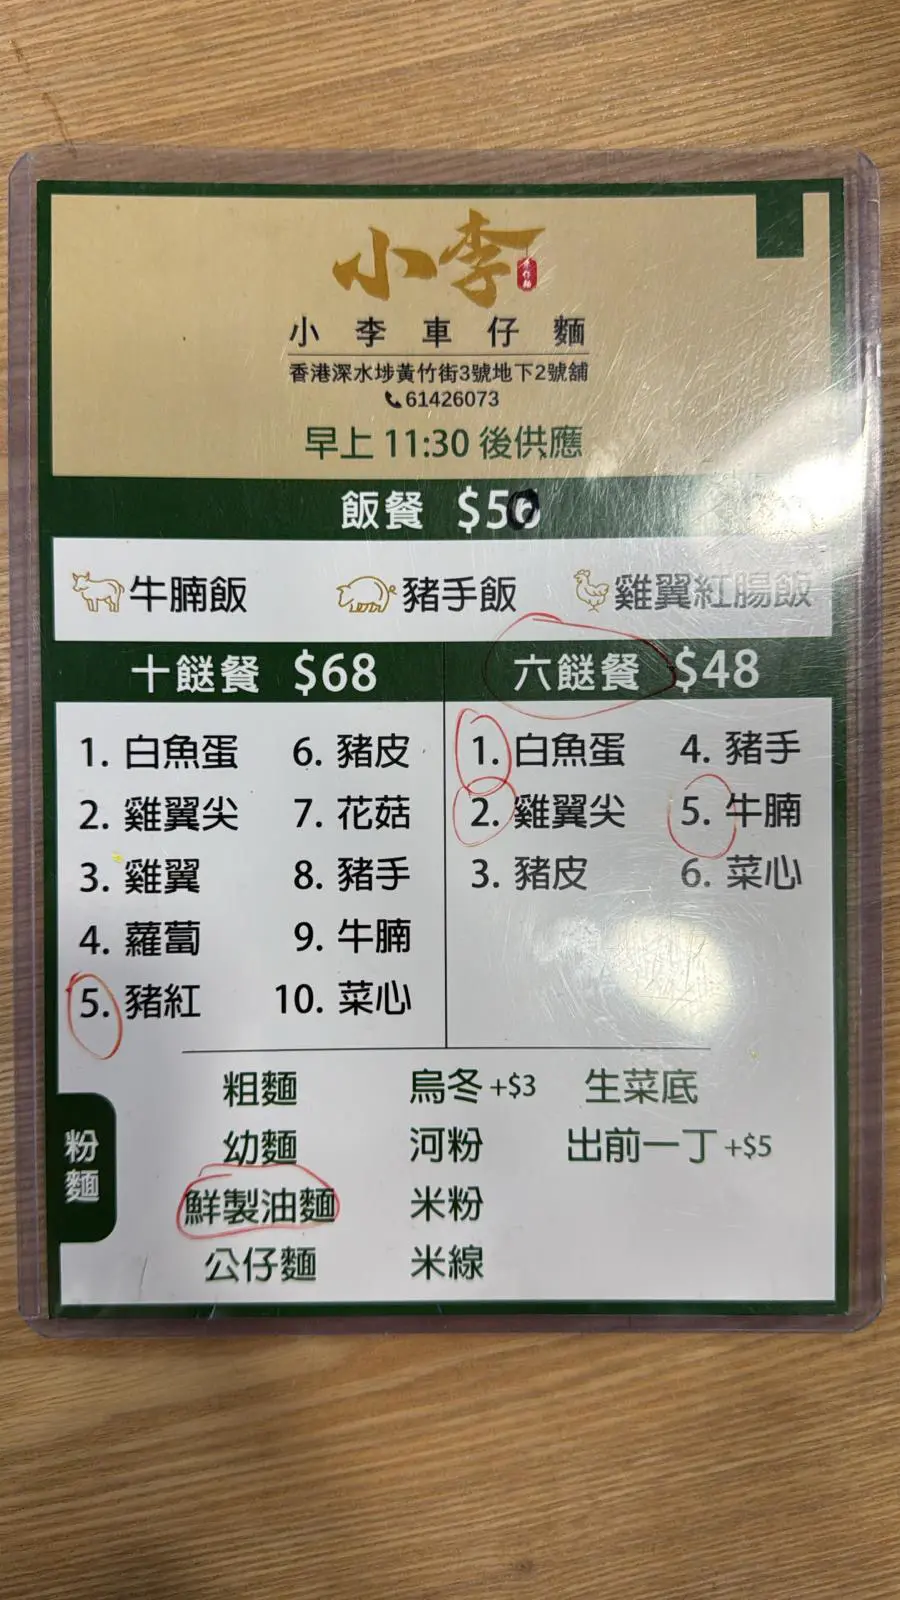 小李
車仔麵
小李車仔麵
香港深水埗黃竹街3號地下2號舖
61426073
早上 11:30 後供應
飯餐 $50
牛腩飯 豬手飯 雞翼紅腸飯
十餸餐 $68
1. 白魚蛋 6. 豬皮
2. 雞翼尖 7. 花菇
3. 雞翼 8. 豬手
4. 蘿蔔 9. 牛腩
5. 豬紅 10. 菜心
六餸餐 $48
1. 白魚蛋 4. 豬手
2. 雞翼尖 5. 牛腩
3. 豬皮 6. 菜心
粉麵
粗麵 烏冬 +$3 生菜底
幼麵 河粉 出前一丁 +$5
鮮製油麵 米粉
公仔麵 米線